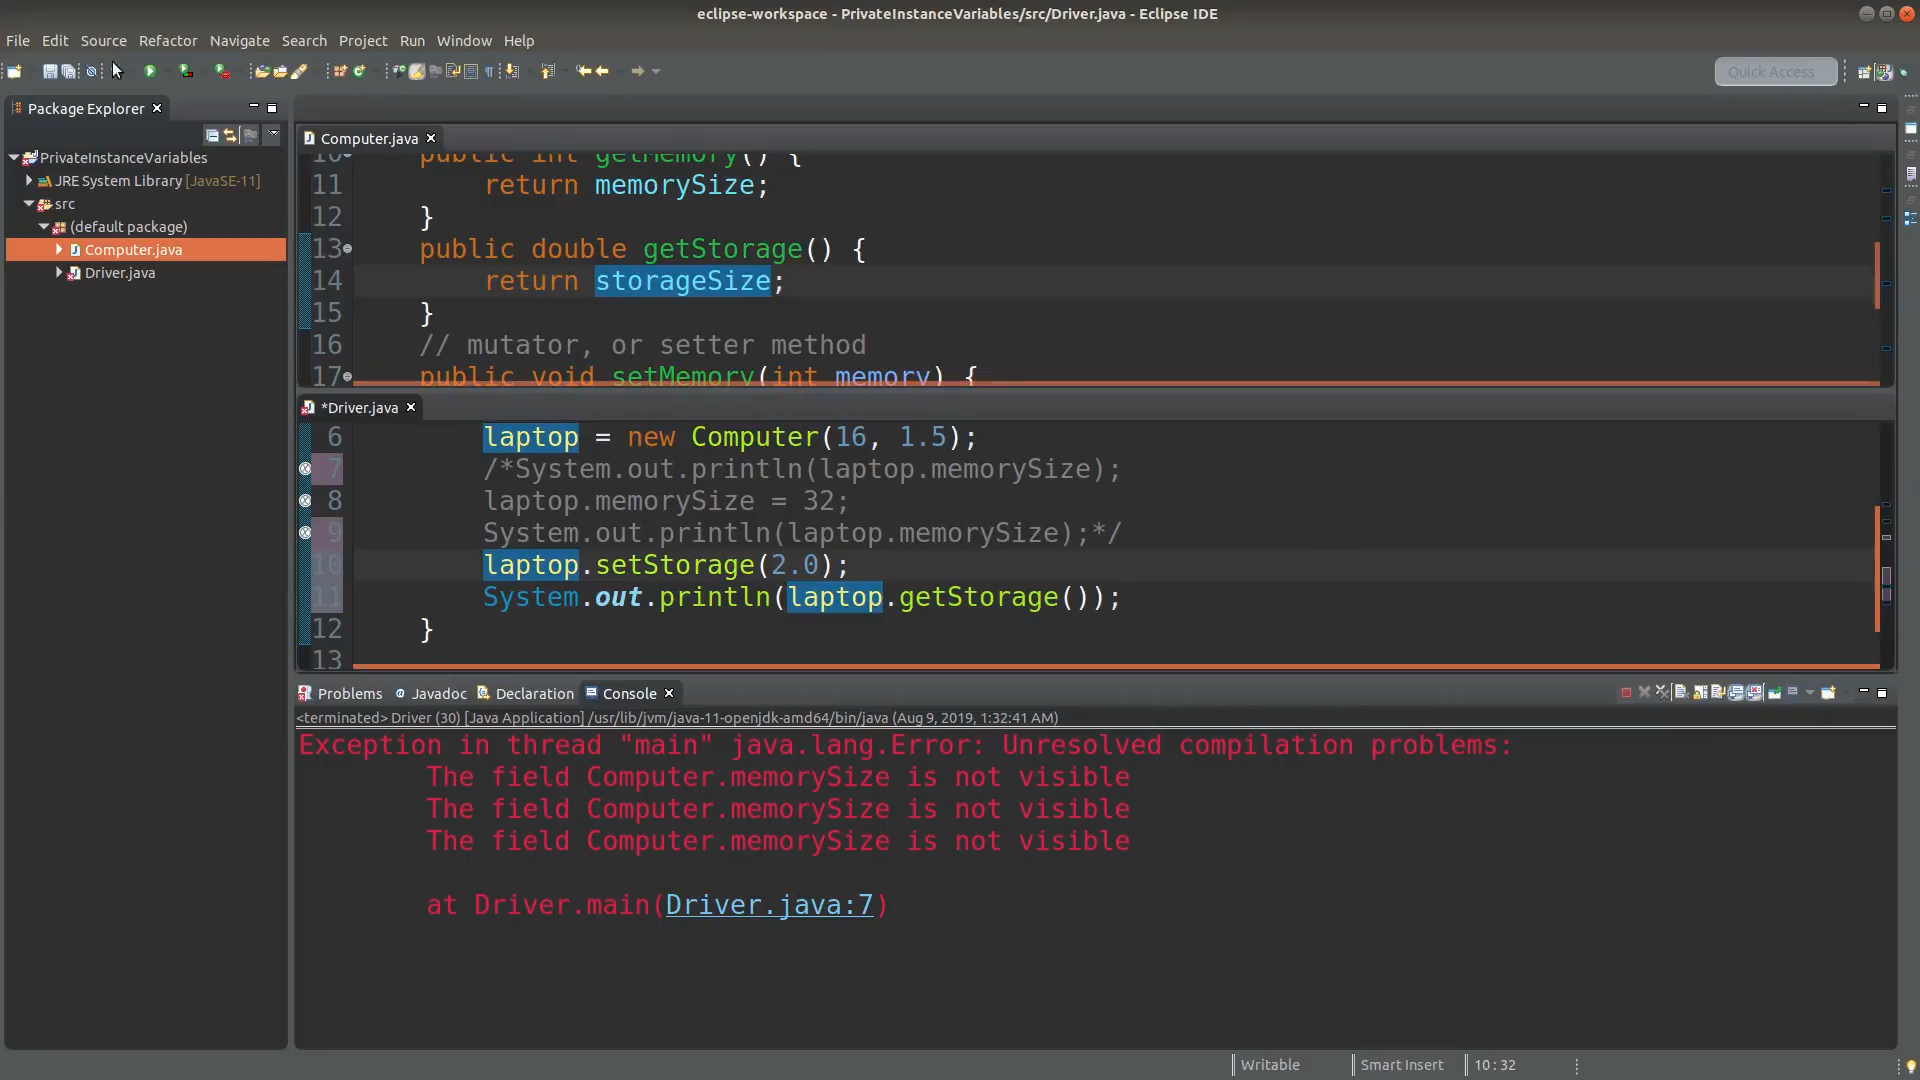 eclipse-workspace - PrivateInstanceVariables/src/Driver.java - Eclipse IDE
File Edit Source Refactor Navigate Search Project Run Window Help
Quick Access
Package Explorer
PrivateInstanceVariables
JRE System Library [JavaSE-11]
src
(default package)
Computer.java
Driver.java
Computer.java
10 public int getMemory() {
11 return memorySize;
12 }
13 public double getStorage() {
14 return storageSize;
15 }
16 // mutator, or setter method
17 public void setMemory(int memory) {
*Driver.java
6 laptop = new Computer(16, 1.5);
7 /*System.out.println(laptop.memorySize);
8 laptop.memorySize = 32;
9 System.out.println(laptop.memorySize);*/
10 laptop.setStorage(2.0);
11 System.out.println(laptop.getStorage());
12 }
13
Problems Javadoc Declaration Console
<terminated> Driver (30) [Java Application] /usr/lib/jvm/java-11-openjdk-amd64/bin/java (Aug 9, 2019, 1:32:41 AM)
Exception in thread "main" java.lang.Error: Unresolved compilation problems:
The field Computer.memorySize is not visible
The field Computer.memorySize is not visible
The field Computer.memorySize is not visible
at Driver.main(Driver.java:7)
Writable Smart Insert 10:32